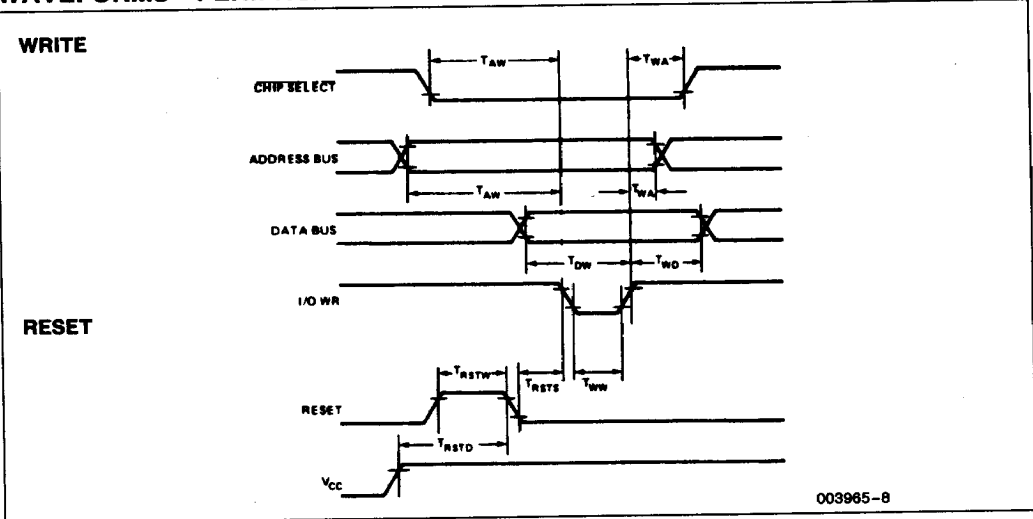 WRITE
T_AW
T_WA
CHIP SELECT
ADDRESS BUS
T_AW
T_WA
DATA BUS
T_DW
T_WD
I/O WR
RESET
T_RSTW
T_RSTS
T_WW
RESET
T_RSTD
V_CC
003965-8